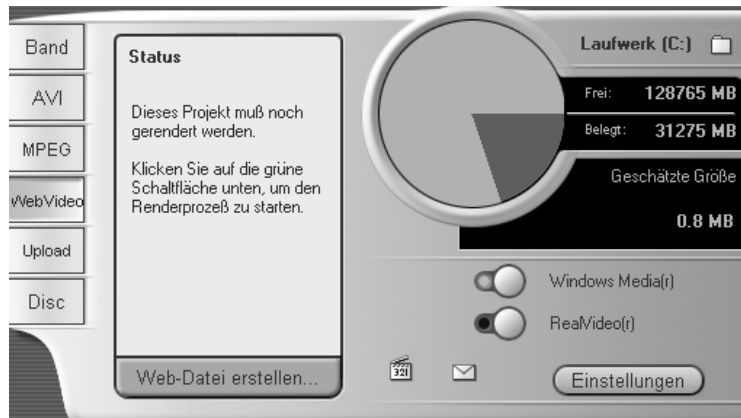 Band
AVI
MPEG
WebVideo
Upload
Disc
Status
Dieses Projekt muß noch
gerendert werden.
Klicken Sie auf die grüne
Schaltfläche unten, um den
Renderprozeß zu starten.
Web-Datei erstellen...
Laufwerk (C:)
Frei: 128765 MB
Belegt: 31275 MB
Geschätzte Größe
0.8 MB
Windows Media(r)
RealVideo(r)
321
Einstellungen